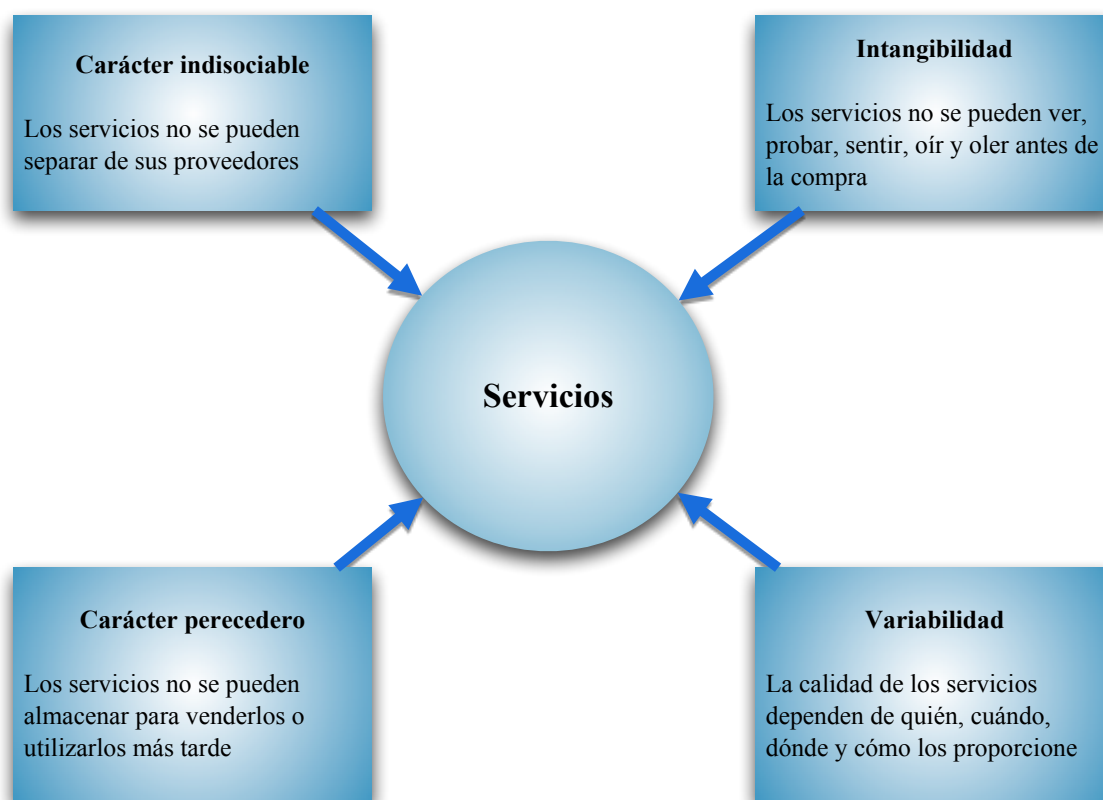 Carácter indisociable
Los servicios no se pueden
separar de sus proveedores
Intangibilidad
Los servicios no se pueden ver,
probar, sentir, oír y oler antes de
la compra
Servicios
Carácter perecedero
Los servicios no se pueden
almacenar para venderlos o
utilizarlos más tarde
Variabilidad
La calidad de los servicios
dependen de quién, cuándo,
dónde y cómo los proporcione